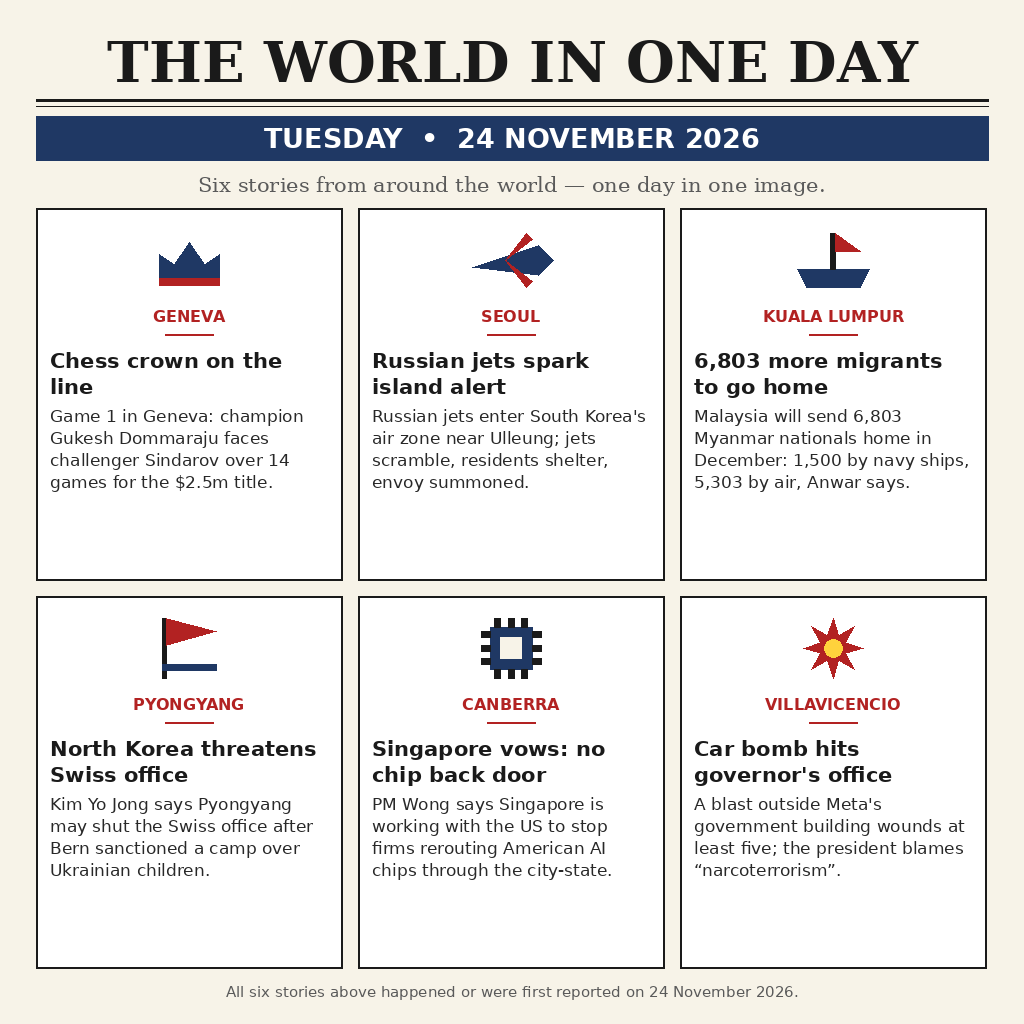 THE WORLD IN ONE DAY
TUESDAY • 24 NOVEMBER 2026
Six stories from around the world — one day in one image.
GENEVA
Chess crown on the
line
Game 1 in Geneva: champion
Gukesh Dommaraju faces
challenger Sindarov over 14
games for the $2.5m title.
SEOUL
Russian jets spark
island alert
Russian jets enter South Korea's
air zone near Ulleung; jets
scramble, residents shelter,
envoy summoned.
KUALA LUMPUR
6,803 more migrants
to go home
Malaysia will send 6,803
Myanmar nationals home in
December: 1,500 by navy ships,
5,303 by air, Anwar says.
PYONGYANG
North Korea threatens
Swiss office
Kim Yo Jong says Pyongyang
may shut the Swiss office after
Bern sanctioned a camp over
Ukrainian children.
CANBERRA
Singapore vows: no
chip back door
PM Wong says Singapore is
working with the US to stop
firms rerouting American AI
chips through the city-state.
VILLAVICENCIO
Car bomb hits
governor's office
A blast outside Meta's
government building wounds at
least five; the president blames
“narcoterrorism”.
All six stories above happened or were first reported on 24 November 2026.